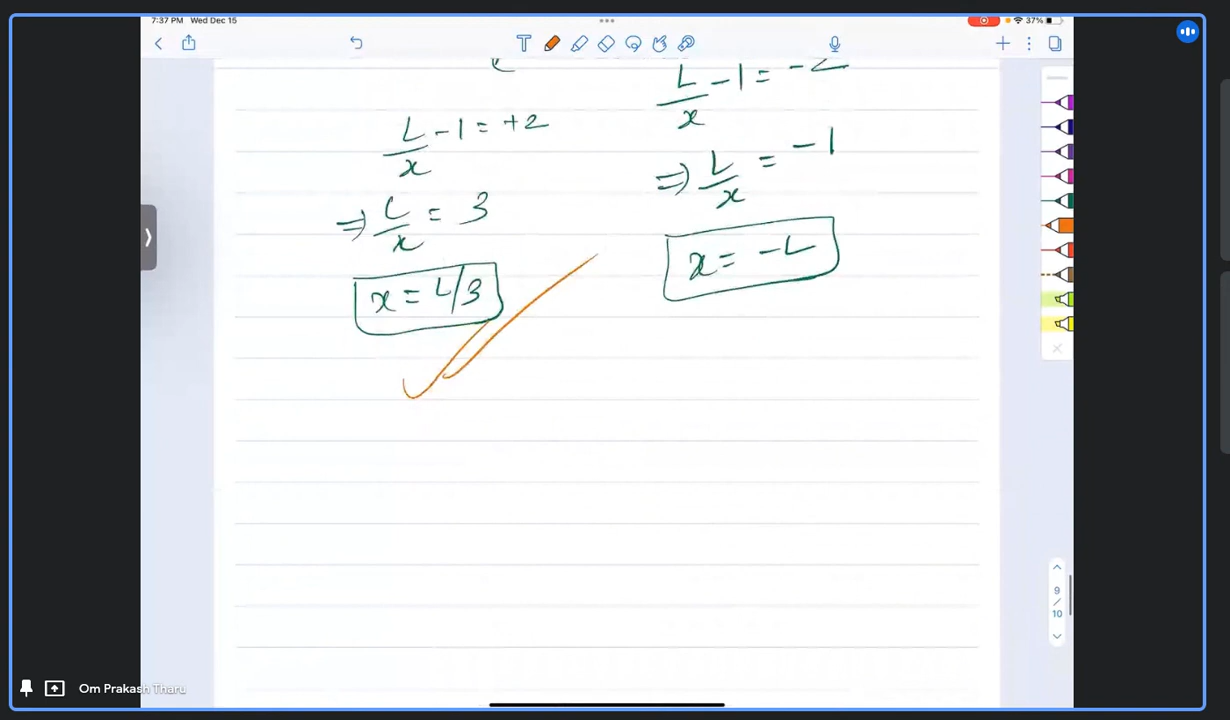 7:37 PM Wed Dec 15
37%
T
L/x - 1 = -2
L/x - 1 = +2
=> L/x = -1
=> L/x = 3
x = -L
x = L/3
9
/
10
Om Prakash Tharu